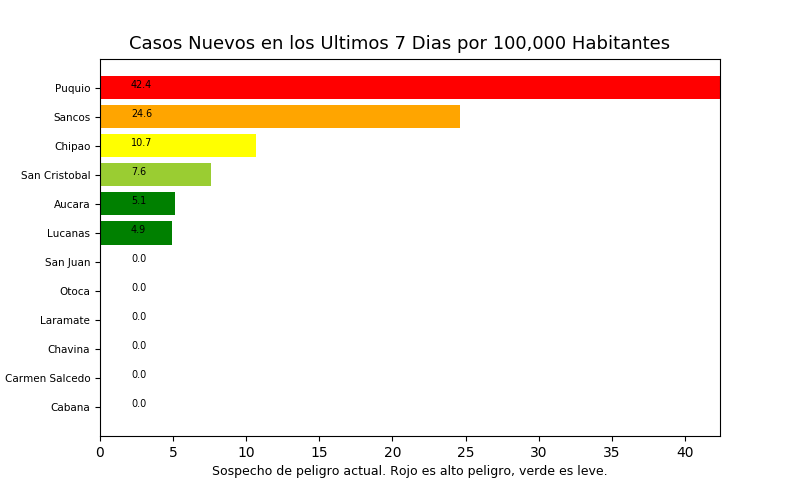 Casos Nuevos en los Ultimos 7 Dias por 100,000 Habitantes
Puquio 42.4
Sancos 24.6
Chipao 10.7
San Cristobal 7.6
Aucara 5.1
Lucanas 4.9
San Juan 0.0
Otoca 0.0
Laramate 0.0
Chavina 0.0
Carmen Salcedo 0.0
Cabana 0.0
0 5 10 15 20 25 30 35 40
Sospecho de peligro actual. Rojo es alto peligro, verde es leve.